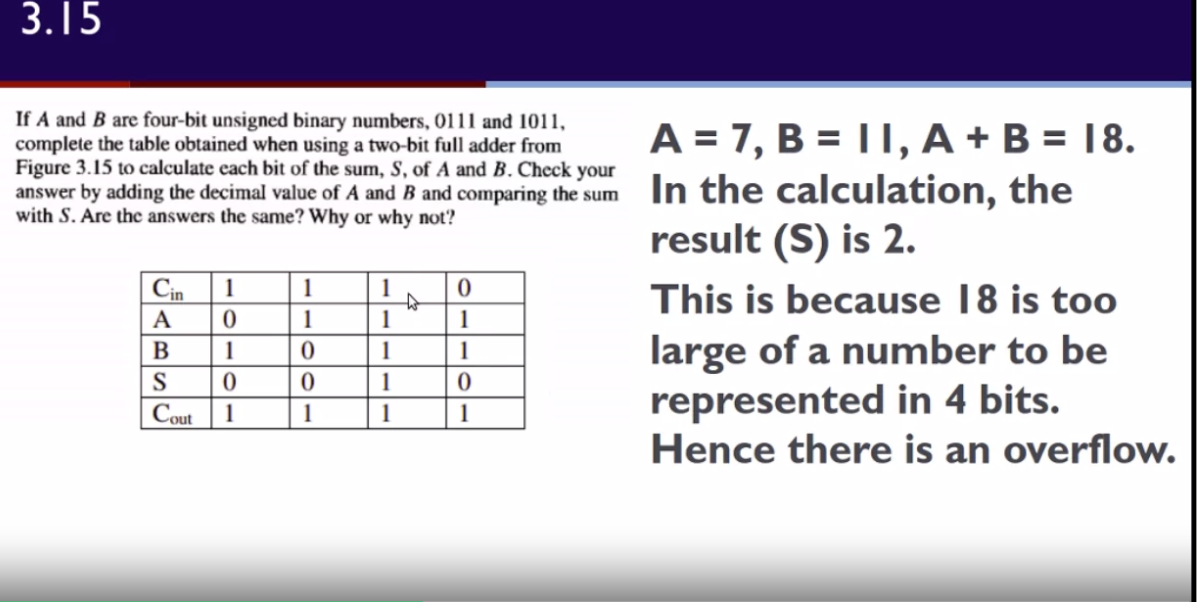 3.15
If A and B are four-bit unsigned binary numbers, 0111 and 1011,
complete the table obtained when using a two-bit full adder from
Figure 3.15 to calculate each bit of the sum, S, of A and B. Check your
answer by adding the decimal value of A and B and comparing the sum
with S. Are the answers the same? Why or why not?
Cin 1 1 1 0
A 0 1 1 1
B 1 0 1 1
S 0 0 1 0
Cout 1 1 1 1
A = 7, B = 11, A + B = 18.
In the calculation, the
result (S) is 2.
This is because 18 is too
large of a number to be
represented in 4 bits.
Hence there is an overflow.